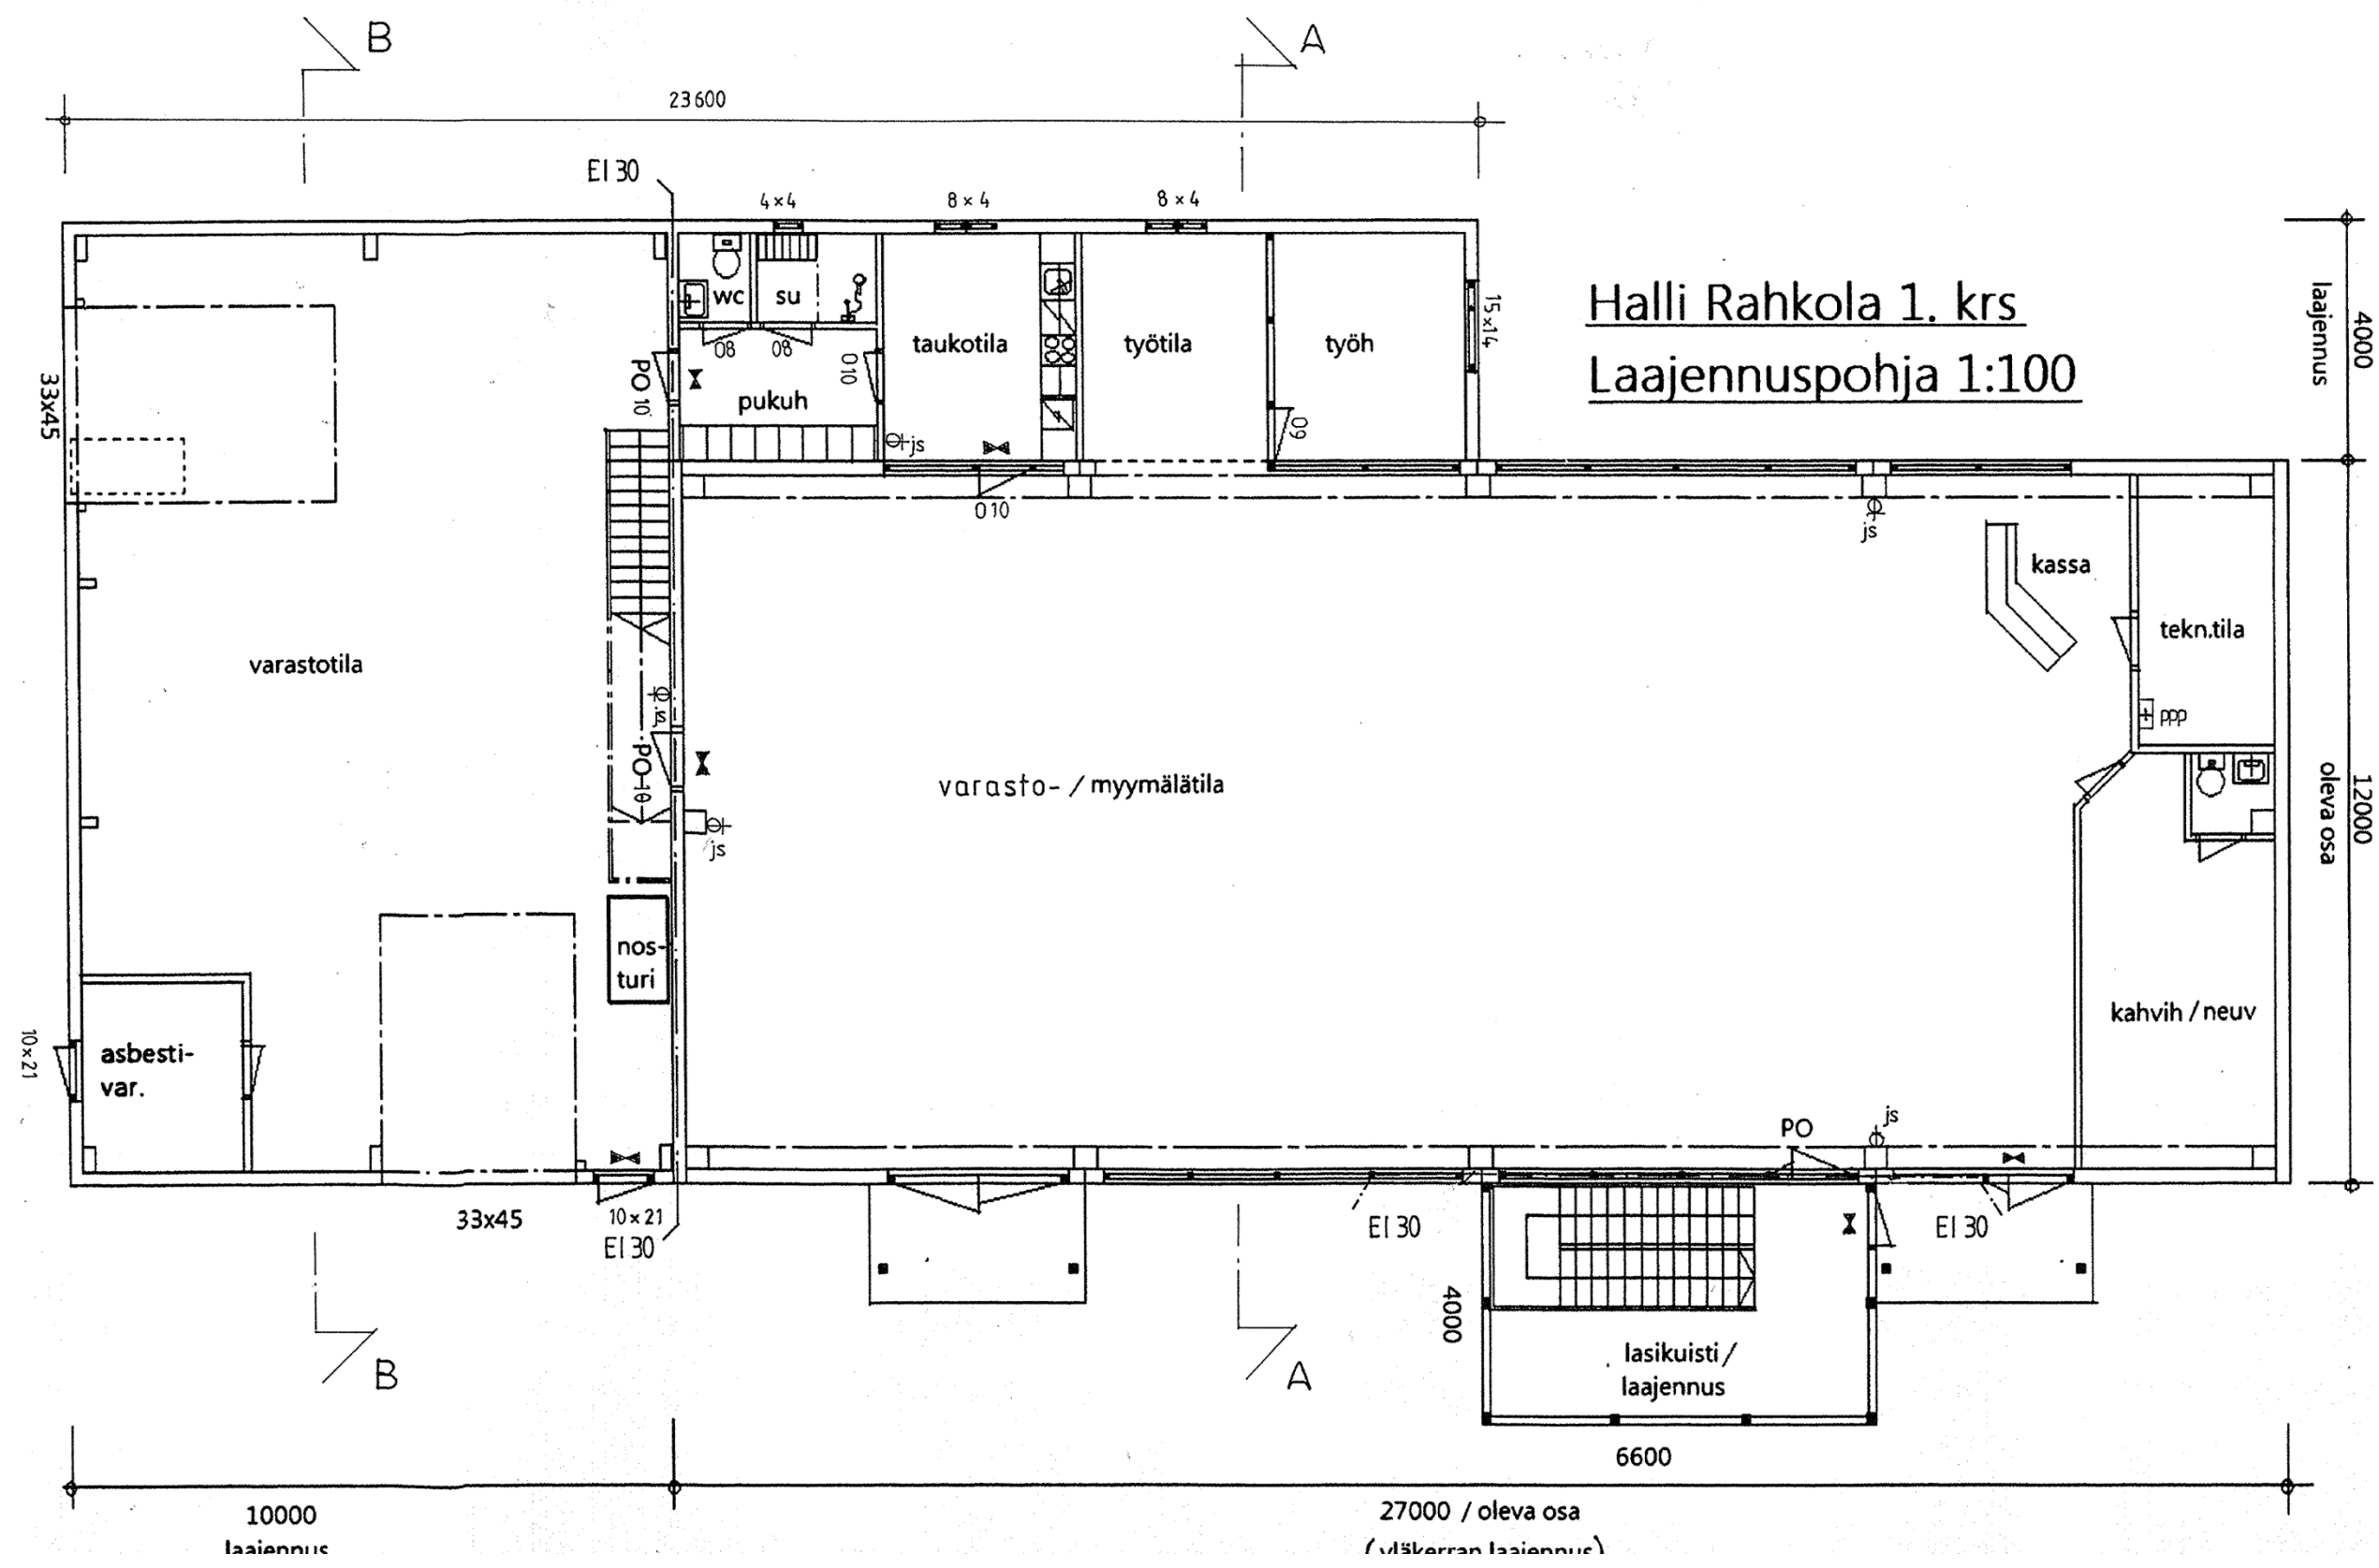 B
A
23600
EI 30
4×4
8×4
8×4
Halli Rahkola 1. krs
Laajennuspohja 1:100
15×14
laajennus
4000
wc
su
08
08
010
taukotila
työtila
työh
09
33x45
PO 10
pukuh
js
010
js
kassa
tekn.tila
ppp
varastotila
js
PO 10
js
varasto- / myymälätila
oleva osa
12000
nos-
turi
asbesti-
var.
10×21
kahvih / neuv
PO
js
33x45
10×21
EI 30
EI 30
EI 30
4000
lasikuisti /
laajennus
B
A
6600
10000
laajennus
27000 / oleva osa
(yläkerran laajennus)